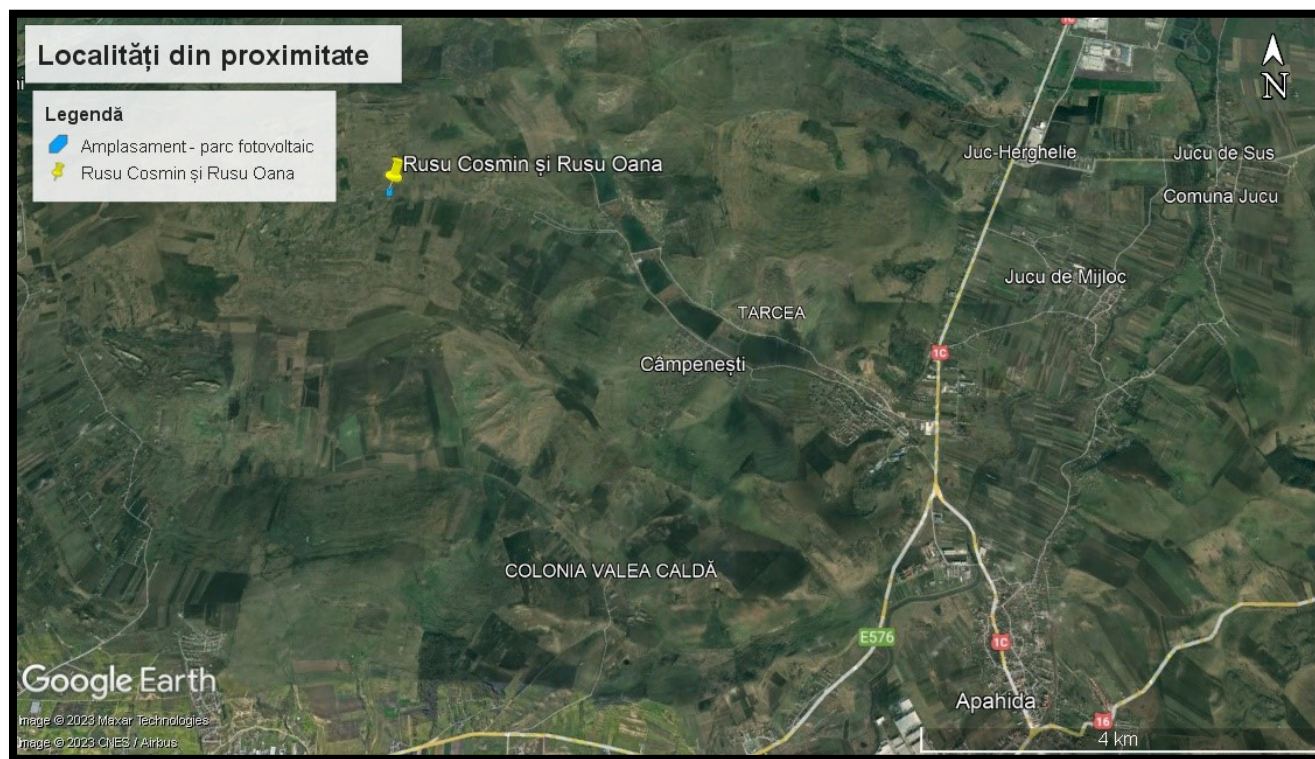 Localități din proximitate
ni
Legendă
Amplasament - parc fotovoltaic
Rusu Cosmin și Rusu Oana
Rusu Cosmin și Rusu Oana
1C
N
Juc-Herghelie
Jucu de Sus
Comuna Jucu
Jucu de Mijloc
TARCEA
1C
Câmpenești
COLONIA VALEA CALDĂ
E576
1C
Apahida
16
4 km
Google Earth
Image © 2023 Maxar Technologies
Image © 2023 CNES / Airbus